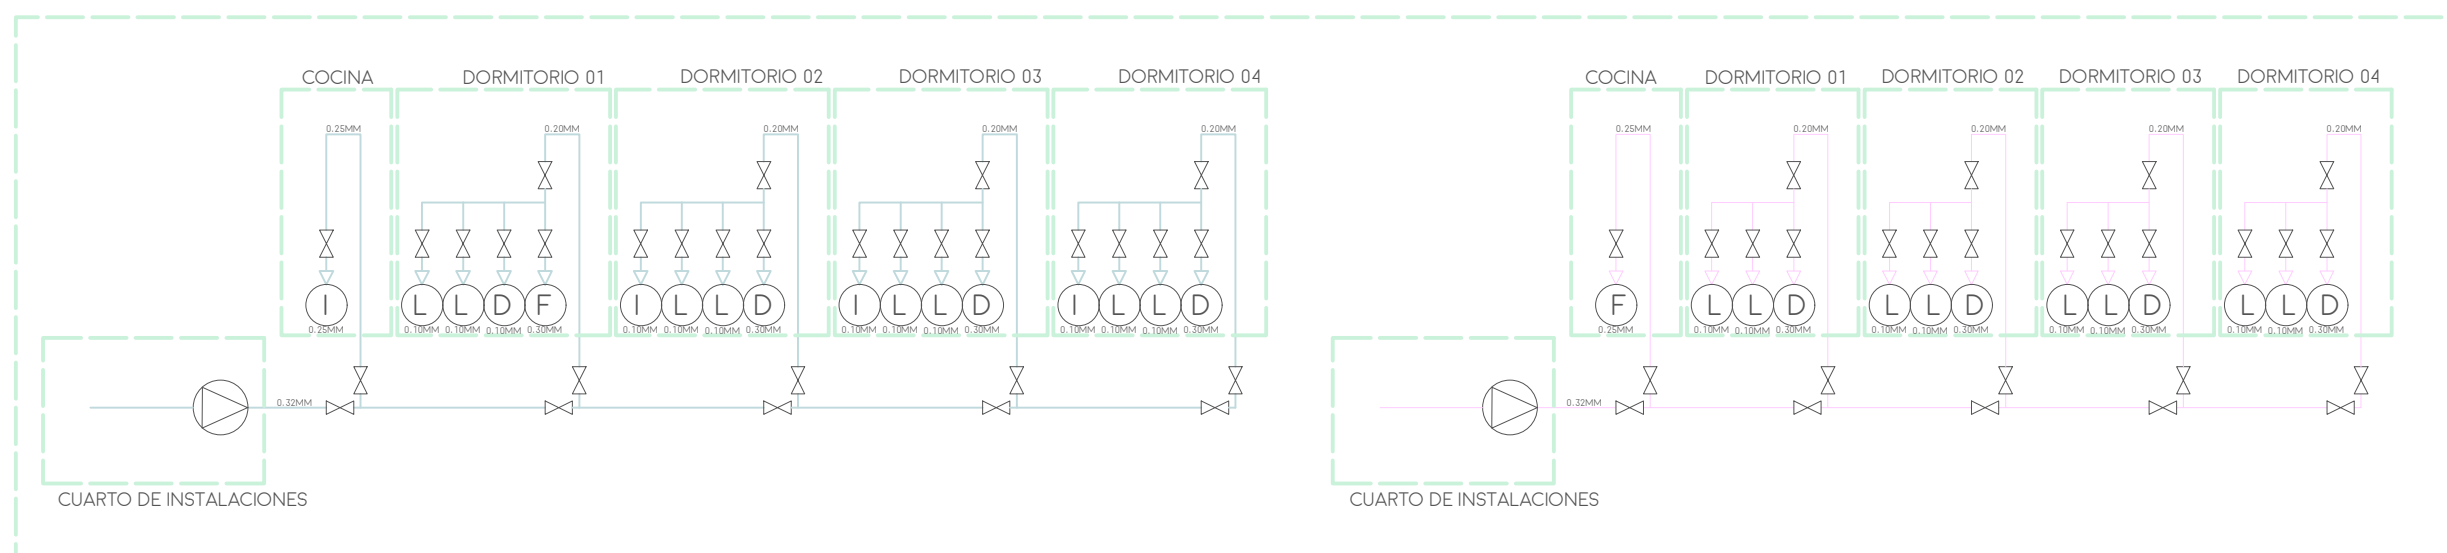 COCINA DORMITORIO 01 DORMITORIO 02 DORMITORIO 03 DORMITORIO 04
0.25MM 0.20MM 0.20MM 0.20MM 0.20MM
I L L D F I L L D I L L D I L L D
0.25MM 0.10MM 0.10MM 0.10MM 0.30MM 0.10MM 0.10MM 0.10MM 0.30MM 0.10MM 0.10MM 0.10MM 0.30MM 0.10MM 0.10MM 0.10MM 0.30MM
0.32MM
CUARTO DE INSTALACIONES
COCINA DORMITORIO 01 DORMITORIO 02 DORMITORIO 03 DORMITORIO 04
0.25MM 0.20MM 0.20MM 0.20MM 0.20MM
F L L D L L D L L D L L D
0.25MM 0.10MM 0.10MM 0.30MM 0.10MM 0.10MM 0.30MM 0.10MM 0.10MM 0.30MM 0.10MM 0.10MM 0.30MM
0.32MM
CUARTO DE INSTALACIONES